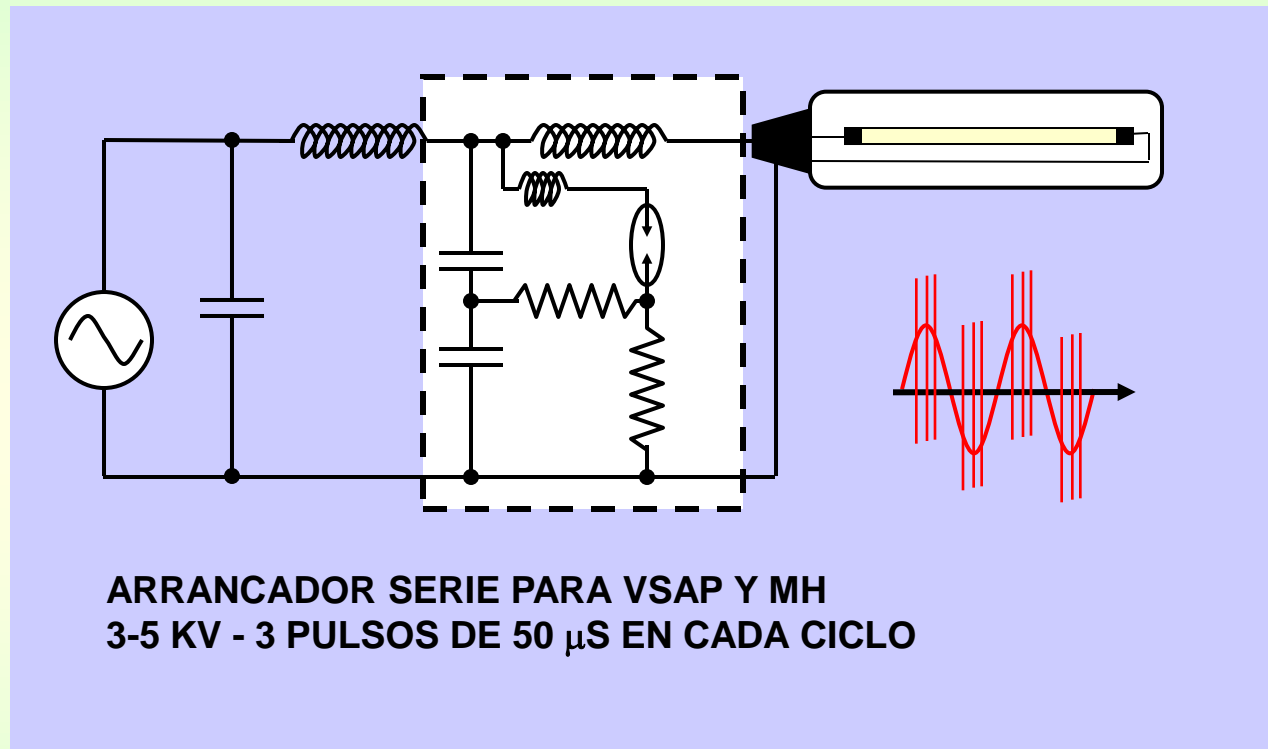 ARRANCADOR SERIE PARA VSAP Y MH
3-5 KV - 3 PULSOS DE 50 μS EN CADA CICLO